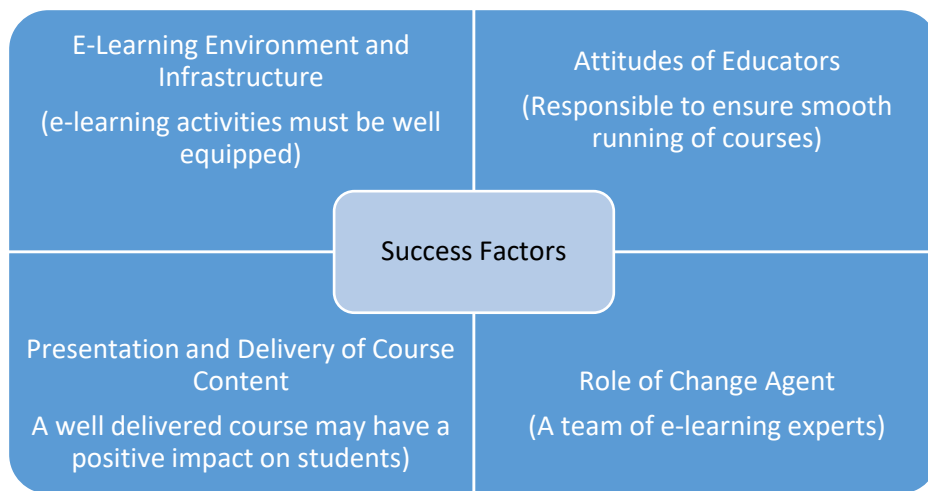 E-Learning Environment and
Infrastructure
(e-learning activities must be well
equipped)
Attitudes of Educators
(Responsible to ensure smooth
running of courses)
Success Factors
Presentation and Delivery of Course
Content
A well delivered course may have a
positive impact on students)
Role of Change Agent
(A team of e-learning experts)